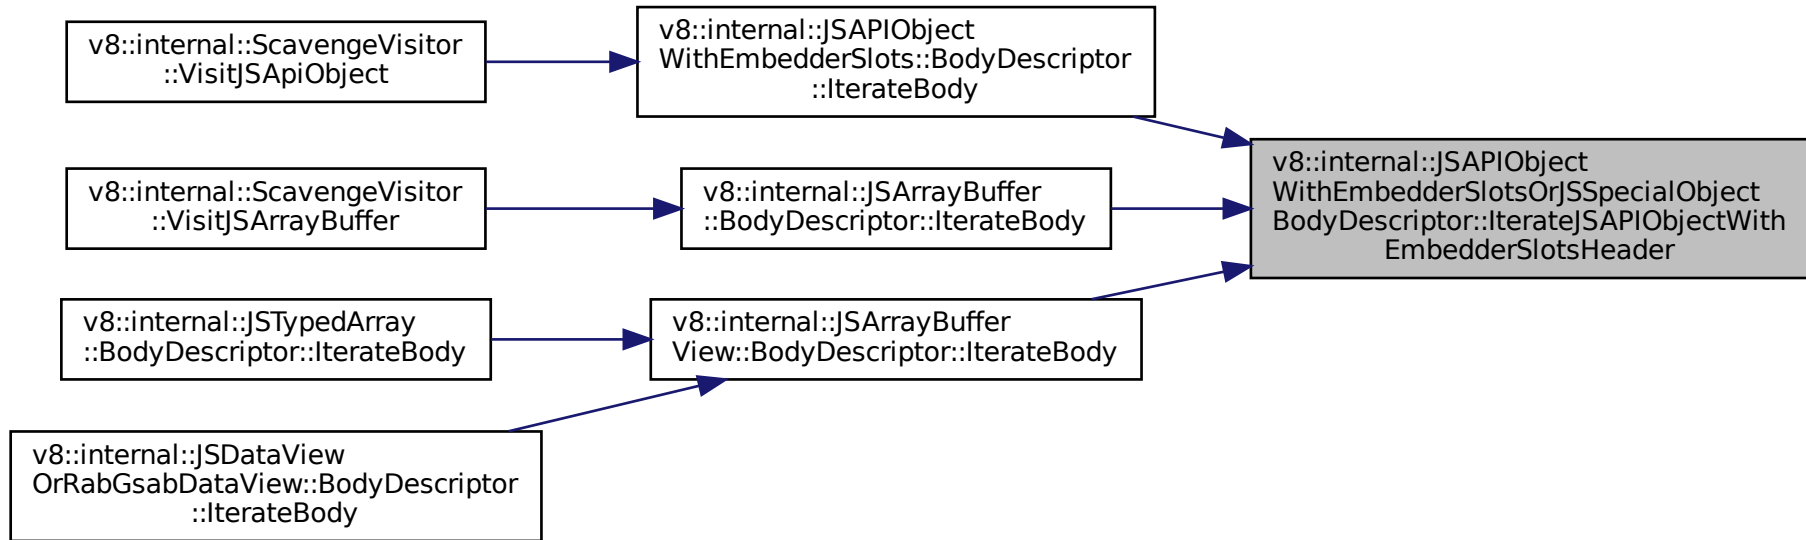 v8::internal::ScavengeVisitor
::VisitJSApiObject
v8::internal::JSAPIObject
WithEmbedderSlots::BodyDescriptor
::IterateBody
v8::internal::JSAPIObject
WithEmbedderSlotsOrJSSpecialObject
BodyDescriptor::IterateJSAPIObjectWith
EmbedderSlotsHeader
v8::internal::ScavengeVisitor
::VisitJSArrayBuffer
v8::internal::JSArrayBuffer
::BodyDescriptor::IterateBody
v8::internal::JSTypedArray
::BodyDescriptor::IterateBody
v8::internal::JSArrayBuffer
View::BodyDescriptor::IterateBody
v8::internal::JSDataView
OrRabGsabDataView::BodyDescriptor
::IterateBody